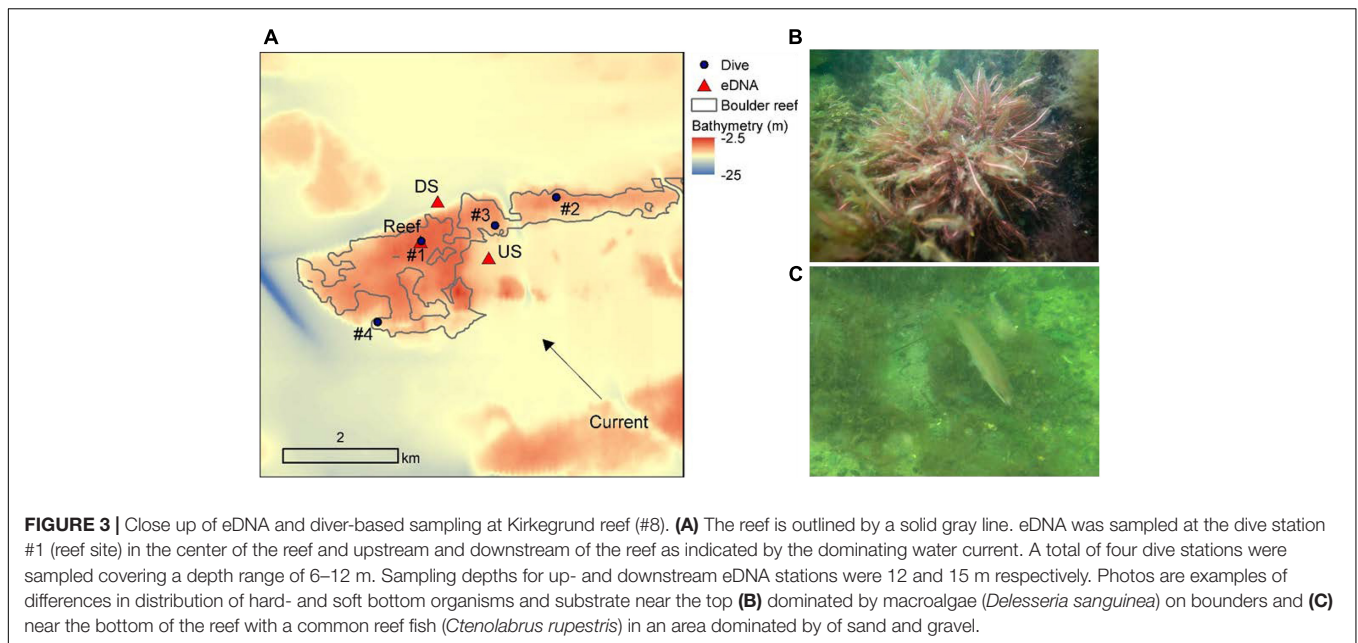 A
B
Dive
eDNA
Boulder reef
Bathymetry (m)
-2.5
-25
DS
Reef
#3
#2
#1
US
C
#4
Current
2
km
FIGURE 3 | Close up of eDNA and diver-based sampling at Kirkegrund reef (#8). (A) The reef is outlined by a solid gray line. eDNA was sampled at the dive station
#1 (reef site) in the center of the reef and upstream and downstream of the reef as indicated by the dominating water current. A total of four dive stations were
sampled covering a depth range of 6–12 m. Sampling depths for up- and downstream eDNA stations were 12 and 15 m respectively. Photos are examples of
differences in distribution of hard- and soft bottom organisms and substrate near the top (B) dominated by macroalgae (Delesseria sanguinea) on bounders and (C)
near the bottom of the reef with a common reef fish (Ctenolabrus rupestris) in an area dominated by of sand and gravel.